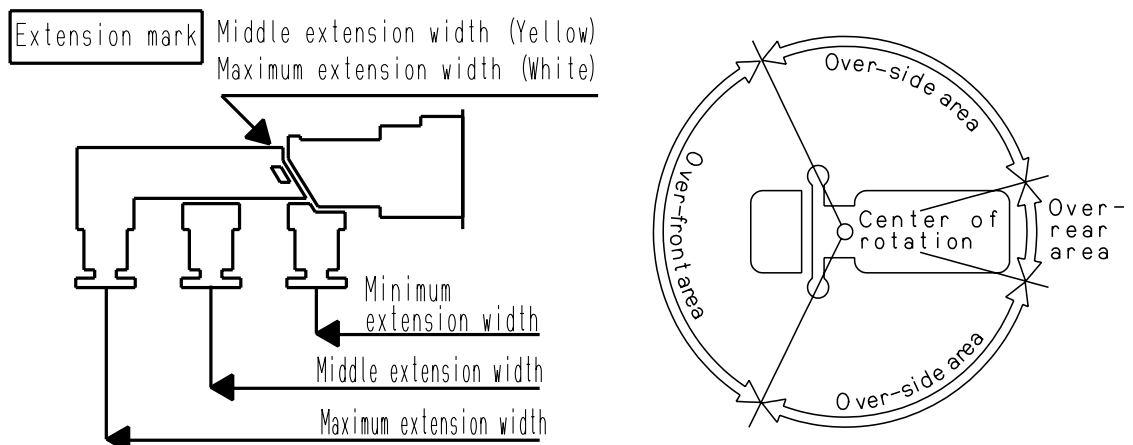 Extension mark
Middle extension width (Yellow)
Maximum extension width (White)
Minimum
extension width
Middle extension width
Maximum extension width
Over-side area
Over-front area
Center of
rotation
Over-
rear
area
Over-side area